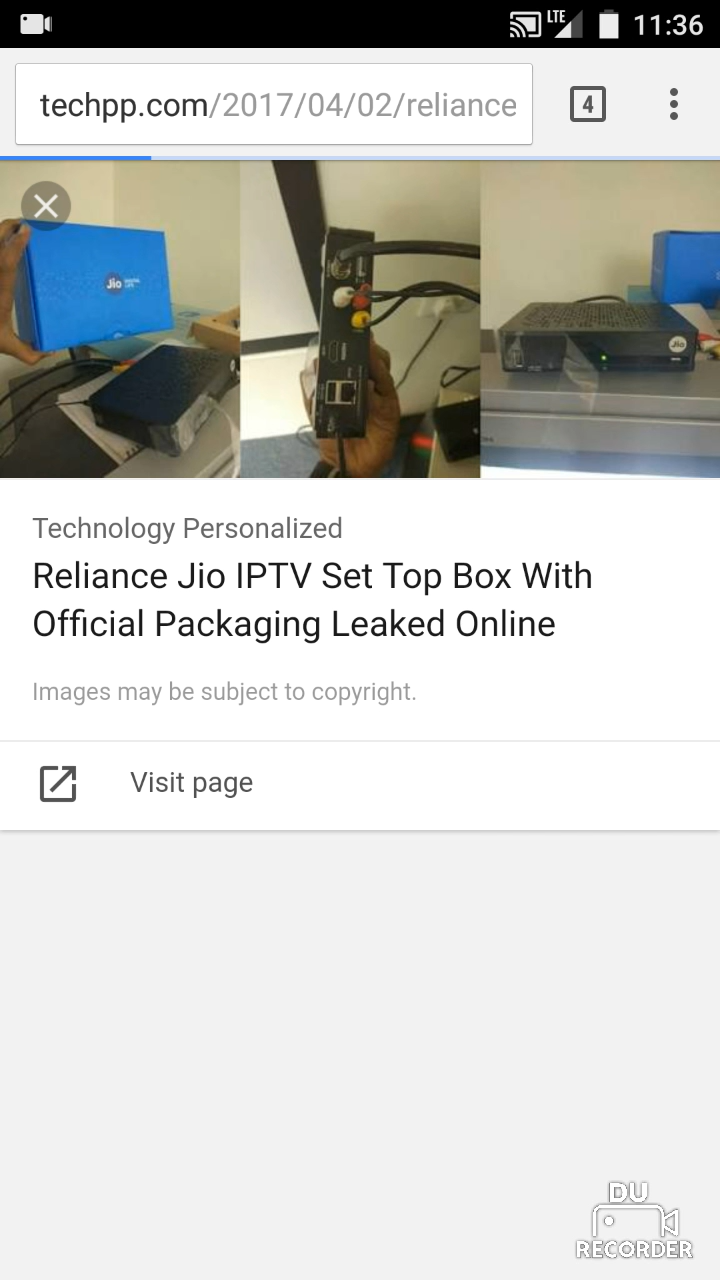 LTE
11:36
techpp.com/2017/04/02/reliance
4
Jio
Jio
Technology Personalized
Reliance Jio IPTV Set Top Box With
Official Packaging Leaked Online
Images may be subject to copyright.
Visit page
DU
RECORDER